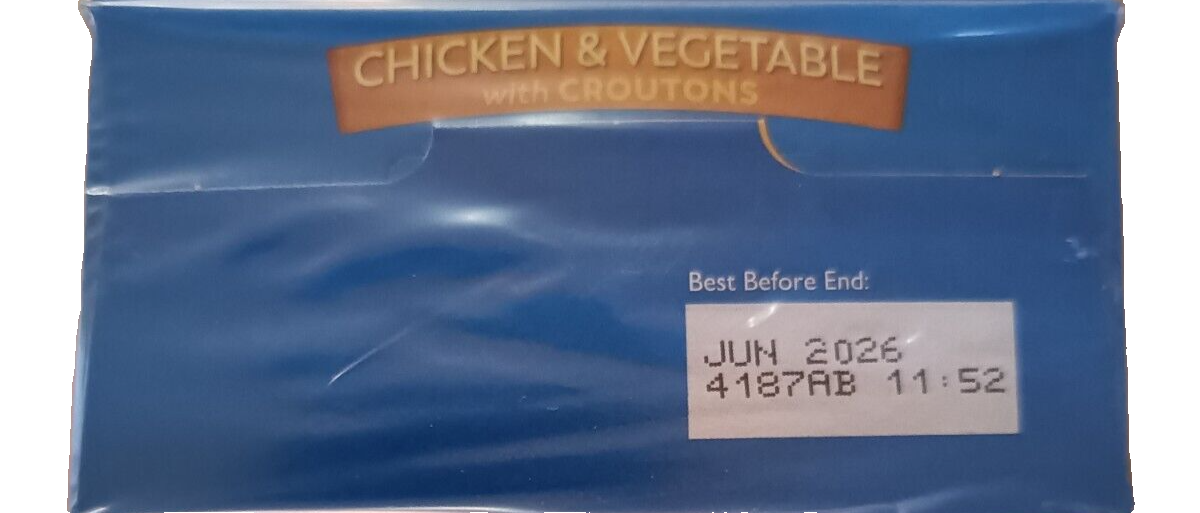 CHICKEN & VEGETABLE
with CROUTONS
Best Before End:
JUN 2026
4187AB 11:52